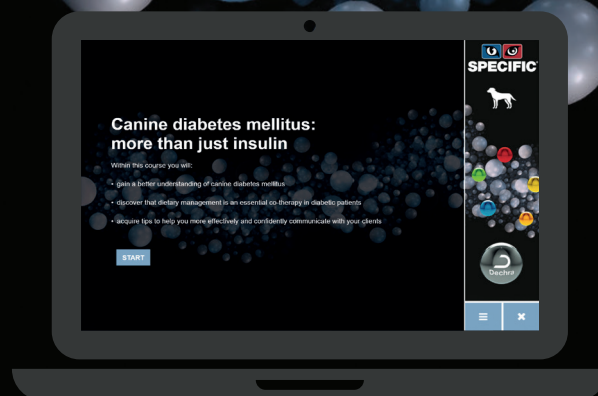 Canine diabetes mellitus:
more than just insulin
Within this course you will:
• gain a better understanding of canine diabetes mellitus
• discover that dietary management is an essential co-therapy in diabetic patients
• acquire tips to help you more effectively and confidently communicate with your clients
START
SPECIFIC
Dechra